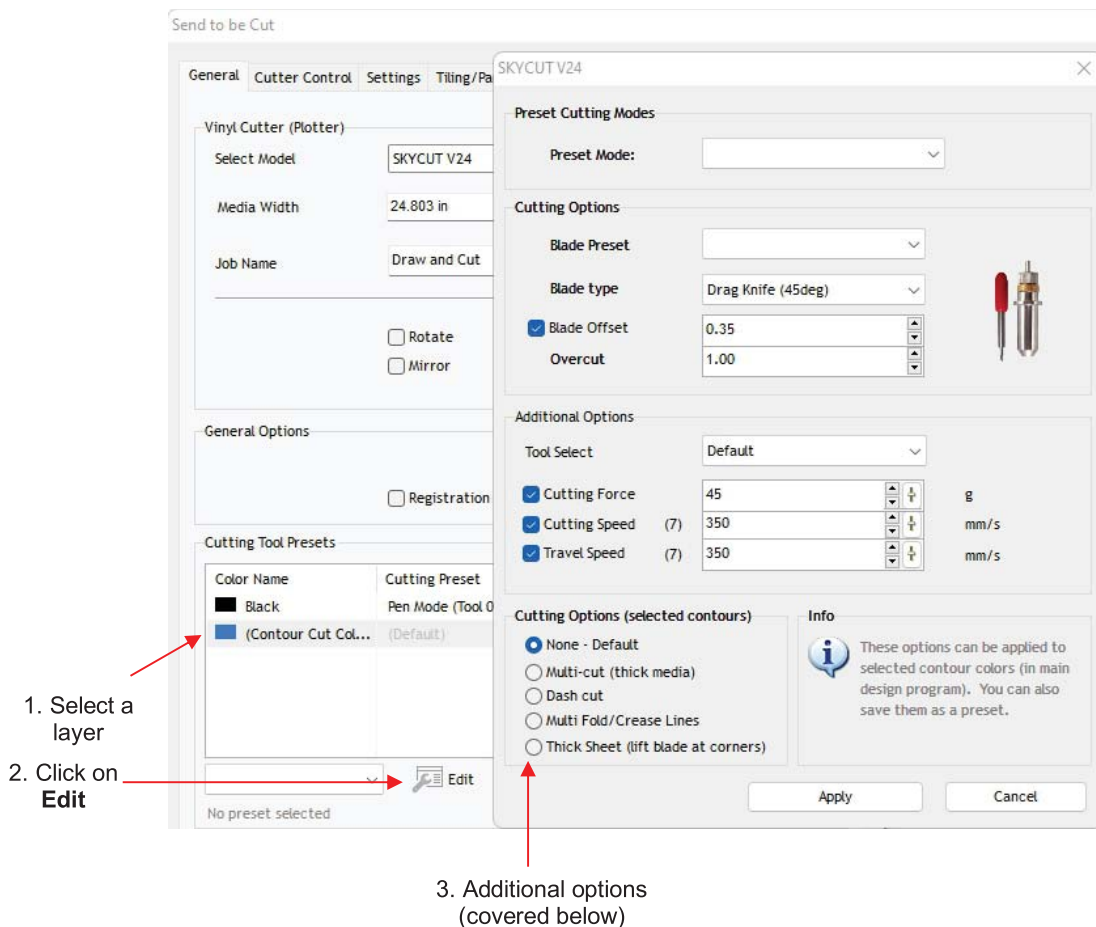 Send to be Cut
General
Cutter Control
Settings
Tiling/Pa
Vinyl Cutter (Plotter)
Select Model
SKYCUT V24
Media Width
24.803 in
Job Name
Draw and Cut
Rotate
Mirror
General Options
Registration
Cutting Tool Presets
Color Name
Cutting Preset
Black
Pen Mode (Tool 0
(Contour Cut Col...
(Default)
Edit
No preset selected
SKYCUT V24
Preset Cutting Modes
Preset Mode:
Cutting Options
Blade Preset
Blade type
Drag Knife (45deg)
Blade Offset
0.35
Overcut
1.00
Additional Options
Tool Select
Default
Cutting Force
45
g
Cutting Speed (7)
350
mm/s
Travel Speed (7)
350
mm/s
Cutting Options (selected contours)
None - Default
Multi-cut (thick media)
Dash cut
Multi Fold/Crease Lines
Thick Sheet (lift blade at corners)
Info
These options can be applied to
selected contour colors (in main
design program). You can also
save them as a preset.
Apply
Cancel
1. Select a
layer
2. Click on
Edit
3. Additional options
(covered below)